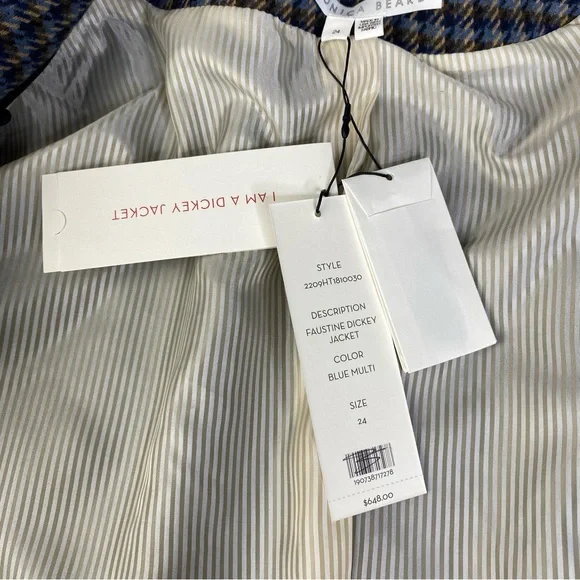 24
I AM A DICKEY JACKET
STYLE
2209HT1810030
DESCRIPTION
FAUSTINE DICKEY
JACKET
COLOR
BLUE MULTI
SIZE
24
190738717278
$648.00